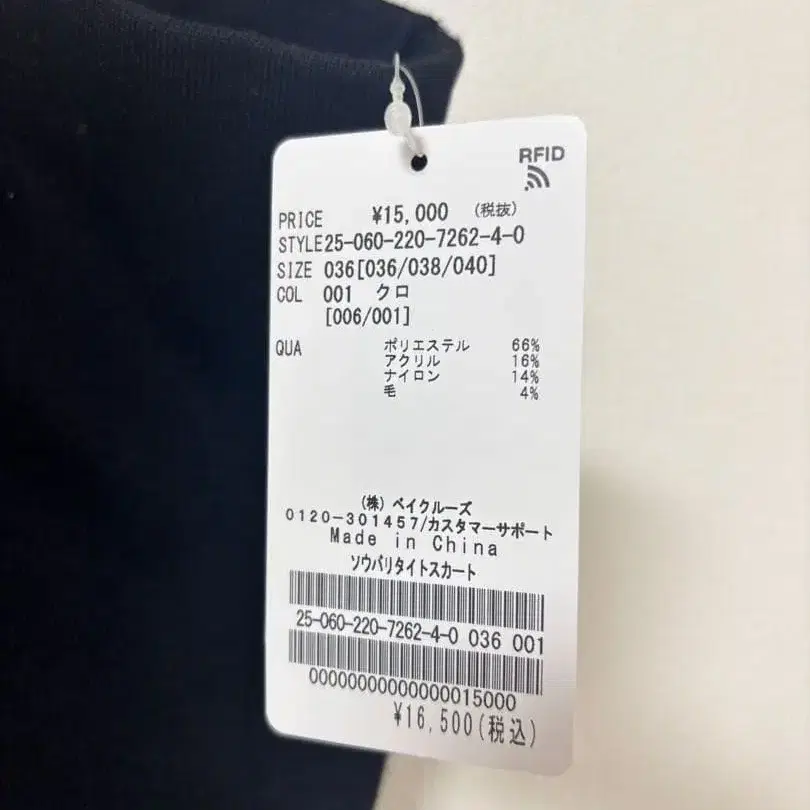 RFID
PRICE ¥15,000 (税抜)
STYLE25-060-220-7262-4-0
SIZE 036[036/038/040]
COL 001 クロ
[006/001]
QUA ポリエステル 66%
アクリル 16%
ナイロン 14%
毛 4%
(株) ベイクルーズ
0120-301457/カスタマーサポート
Made in China
ソウバリタイトスカート
25-060-220-7262-4-0 036 001
00000000000000015000
¥16,500(税込)